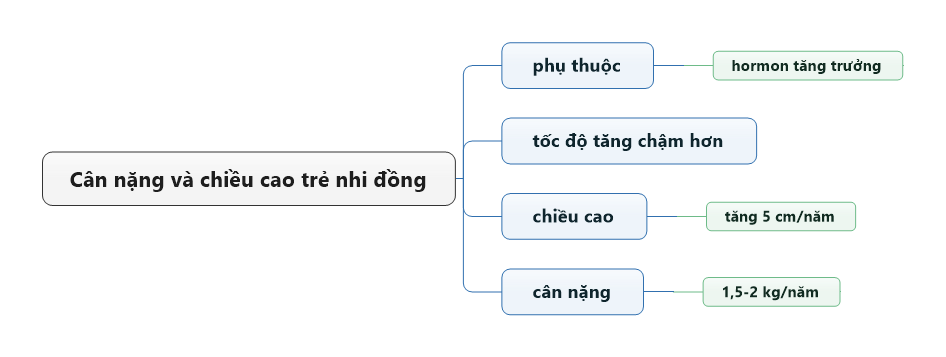 Cân nặng và chiều cao trẻ nhi đồng
phụ thuộc
hormon tăng trưởng
tốc độ tăng chậm hơn
chiều cao
tăng 5 cm/năm
cân nặng
1,5-2 kg/năm